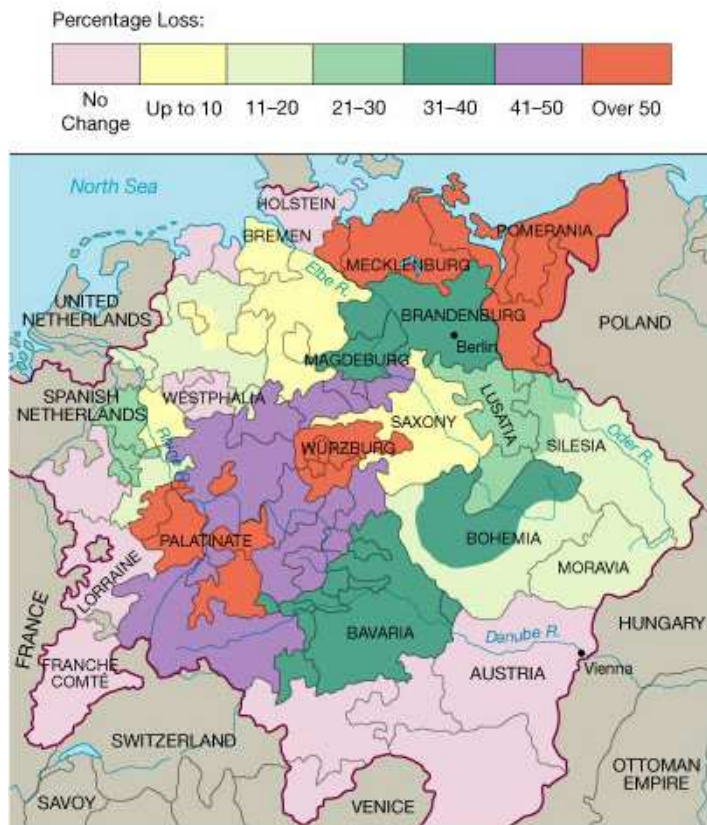 Percentage Loss:
No
Change
Up to 10
11–20
21–30
31–40
41–50
Over 50
North Sea
HOLSTEIN
BREMEN
Elbe R.
MECKLENBURG
POMERANIA
UNITED
NETHERLANDS
BRANDENBURG
Berlin
POLAND
MAGDEBURG
SPANISH
NETHERLANDS
WESTPHALIA
Rhine R.
SAXONY
LUSATIA
SILESIA
Oder R.
WÜRZBURG
PALATINATE
BOHEMIA
MORAVIA
LORRAINE
FRANCE
FRANCHE
COMTÉ
BAVARIA
Danube R.
HUNGARY
AUSTRIA
Vienna
SWITZERLAND
OTTOMAN
EMPIRE
SAVOY
VENICE